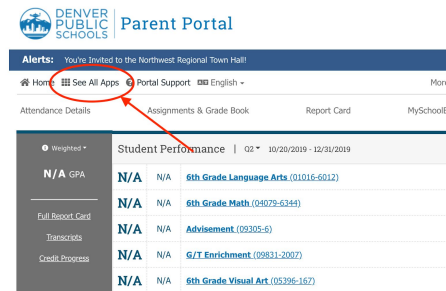 DENVER
PUBLIC
SCHOOLS
Parent Portal
Alerts: You're Invited to the Northwest Regional Town Hall!
Home See All Apps Portal Support English
Attendance Details Assignments & Grade Book Report Card
Weighted
Student Performance | Q2 10/20/2019 - 12/31/2019
N/A GPA
N/A N/A 6th Grade Language Arts (01016-6012)
N/A N/A 6th Grade Math (04079-6344)
Full Report Card
N/A N/A Advisement (09305-6)
Transcripts
N/A N/A G/T Enrichment (09831-2007)
Credit Progress
N/A N/A 6th Grade Visual Art (05396-167)